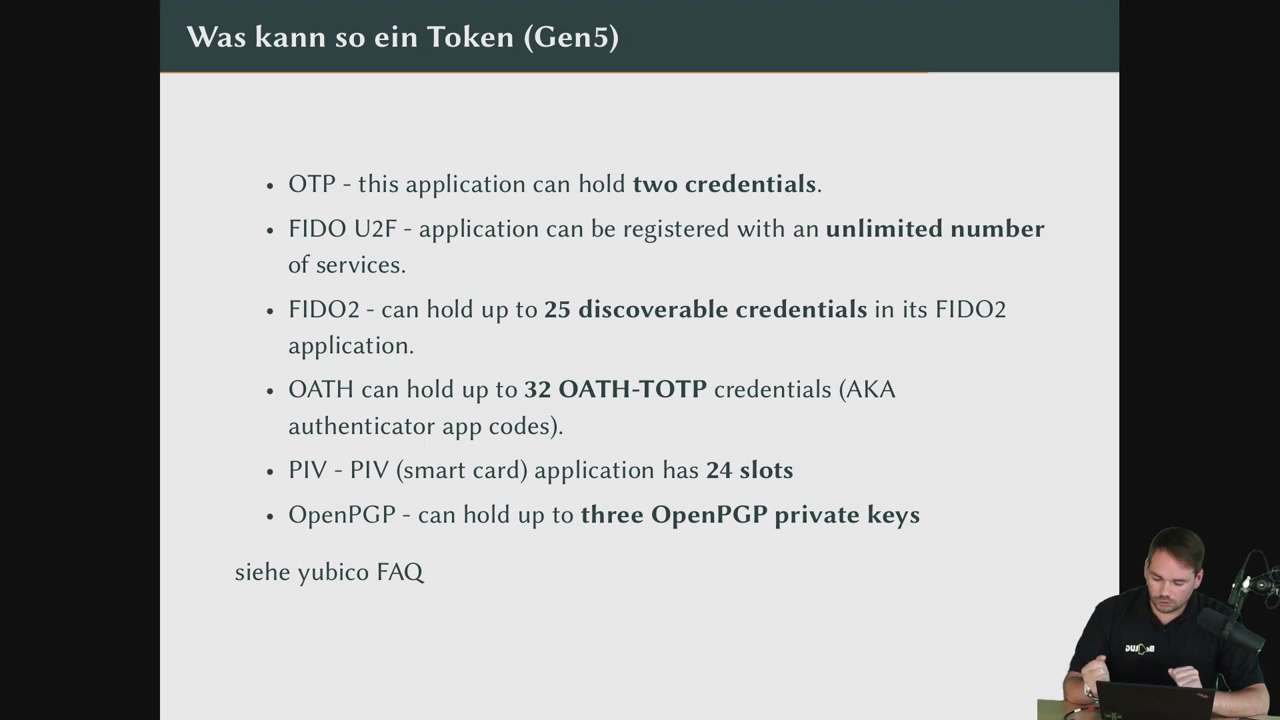 Was kann so ein Token (Gen5)
• OTP - this application can hold two credentials.
• FIDO U2F - application can be registered with an unlimited number
of services.
• FIDO2 - can hold up to 25 discoverable credentials in its FIDO2
application.
• OATH can hold up to 32 OATH-TOTP credentials (AKA
authenticator app codes).
• PIV - PIV (smart card) application has 24 slots
• OpenPGP - can hold up to three OpenPGP private keys
siehe yubico FAQ